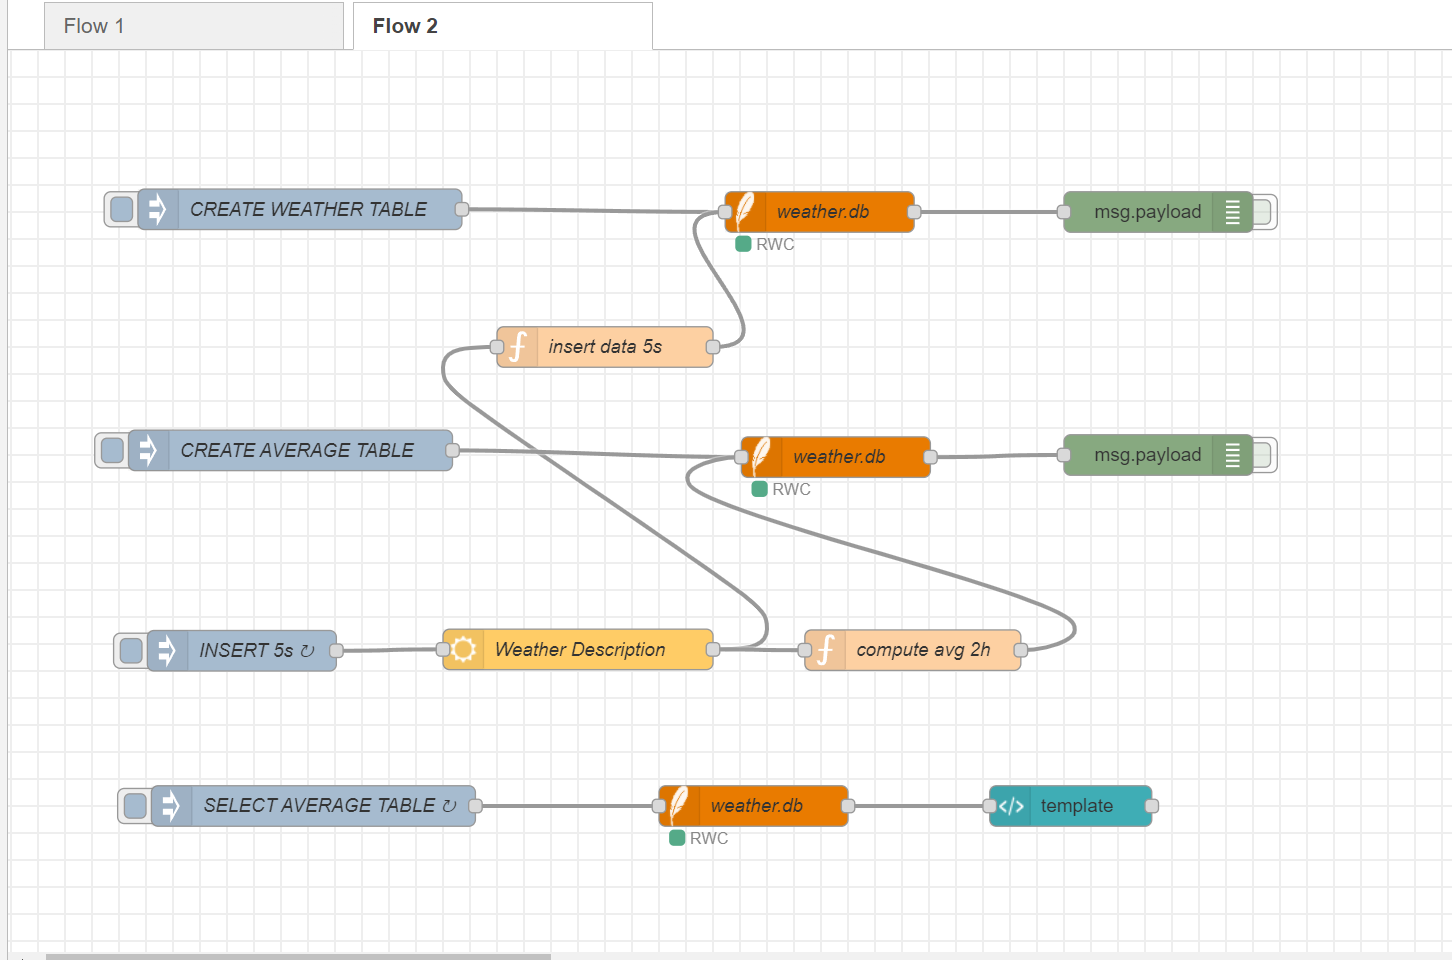 Flow 1
Flow 2
CREATE WEATHER TABLE
weather.db
msg.payload
RWC
insert data 5s
CREATE AVERAGE TABLE
weather.db
msg.payload
RWC
INSERT 5s ↻
Weather Description
compute avg 2h
SELECT AVERAGE TABLE ↻
weather.db
template
RWC